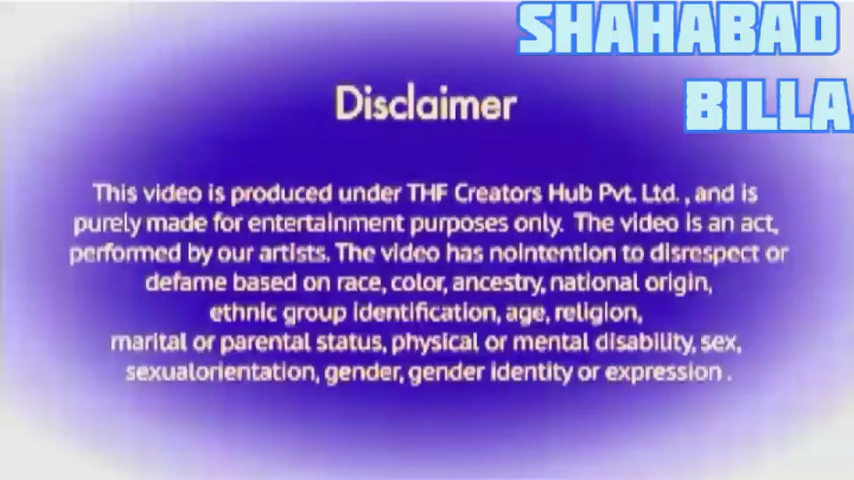 SHAHABAD
BILLA
Disclaimer
This video is produced under THF Creators Hub Pvt. Ltd. , and is
purely made for entertainment purposes only. The video is an act,
performed by our artists. The video has nointention to disrespect or
defame based on race, color, ancestry, national origin,
ethnic group identification, age, religion,
marital or parental status, physical or mental disability, sex,
sexualorientation, gender, gender identity or expression .